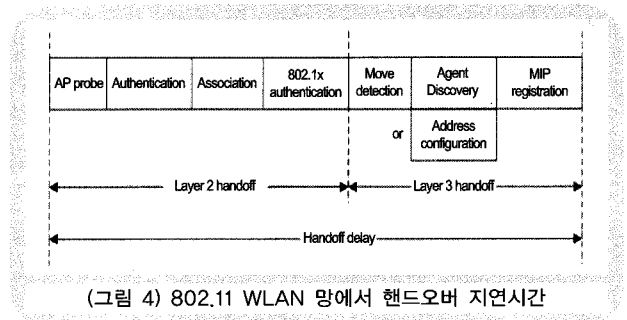 AP probe
Authentication
Association
802.1x
authentication
Move
detection
Agent
Discovery
MIP
registration
or
Address
configuration
Layer 2 handoff
Layer 3 handoff
Handoff delay
(그림 4) 802.11 WLAN 망에서 핸드오버 지연시간